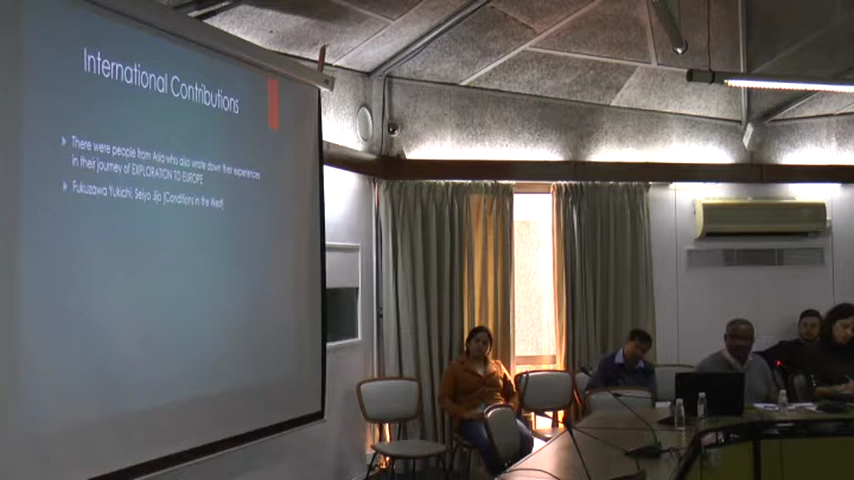 International Contributions
There were people from Asia who also wrote down their experiences
in their journey of EXPLORATION TO EUROPE
Fukuzawa Yukichi, Seiyo Jijo (Conditions in the West)